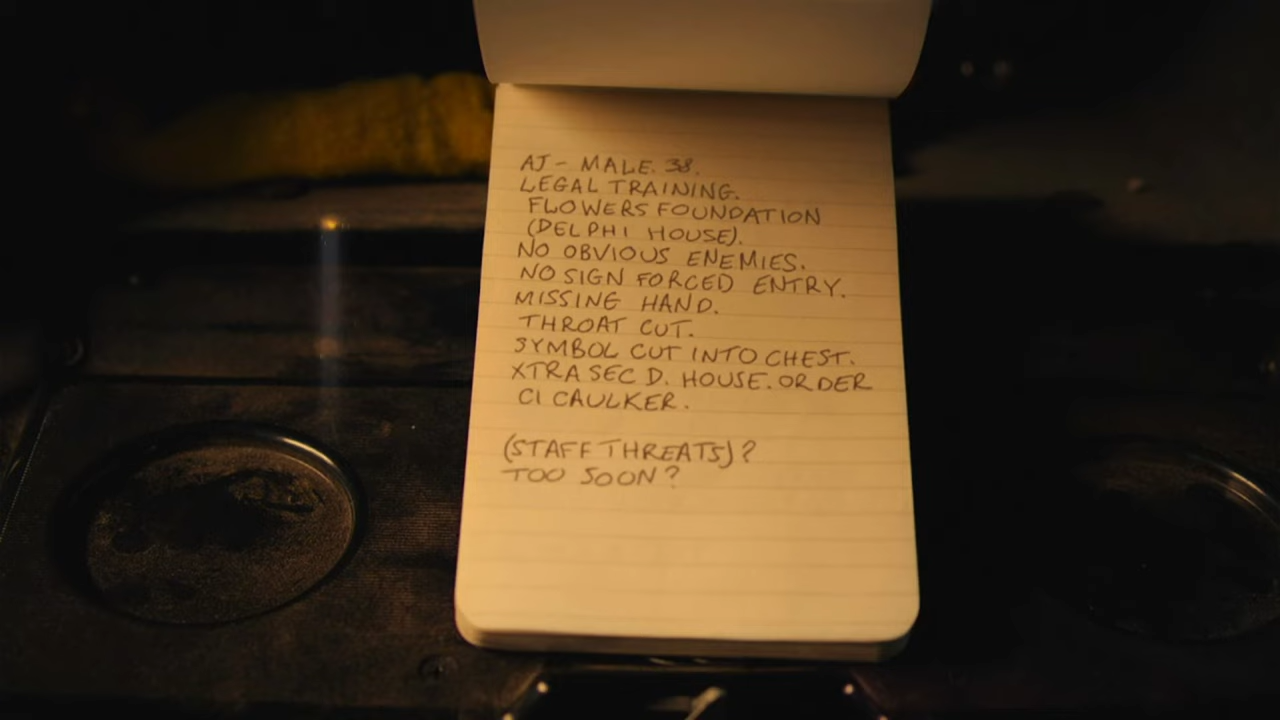 AJ - MALE. 38.
LEGAL TRAINING.
FLOWERS FOUNDATION
(DELPHI HOUSE).
NO OBVIOUS ENEMIES.
NO SIGN FORCED ENTRY.
MISSING HAND.
THROAT CUT.
SYMBOL CUT INTO CHEST.
XTRA SEC D. HOUSE. ORDER
CI CAULKER.
(STAFF THREATS)?
TOO SOON?